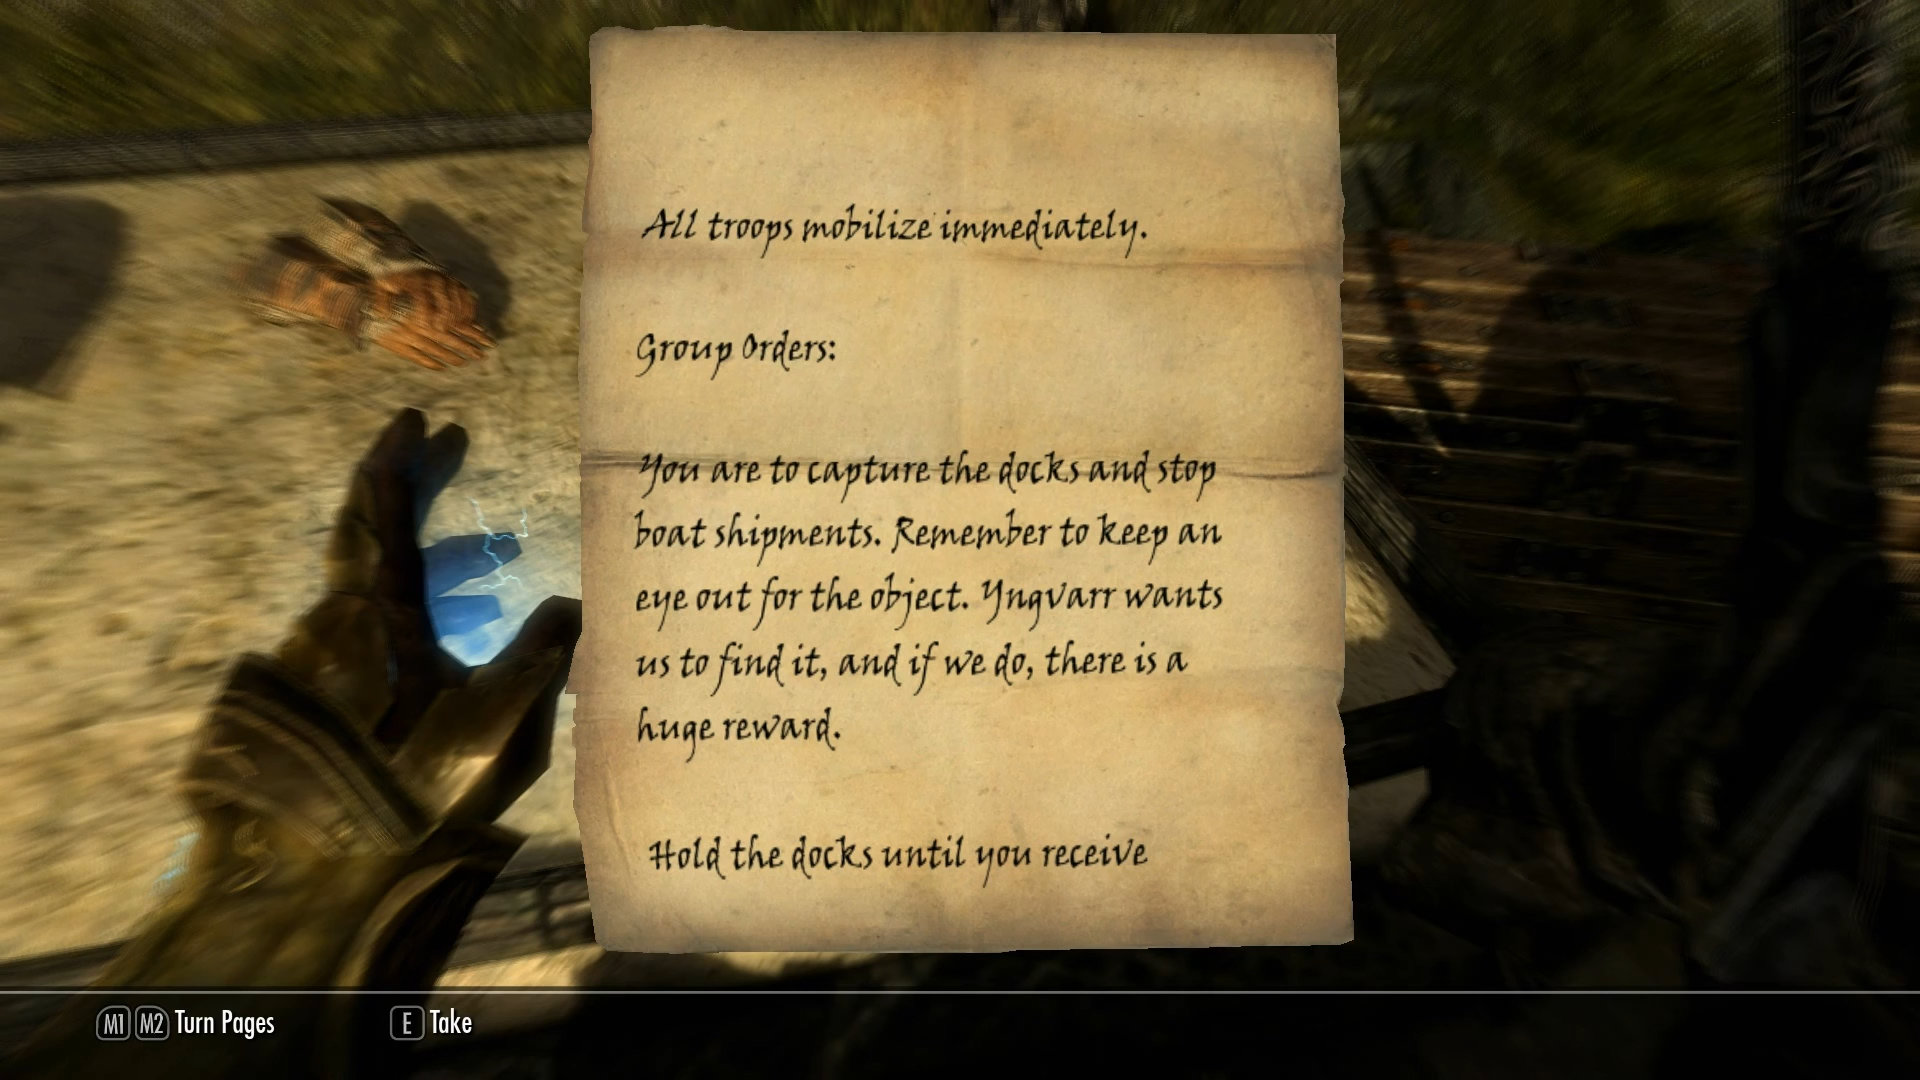 All troops mobilize immediately.
Group Orders:
You are to capture the docks and stop
boat shipments. Remember to keep an
eye out for the object. Yngvarr wants
us to find it, and if we do, there is a
huge reward.
Hold the docks until you receive
M1 M2 Turn Pages
E Take